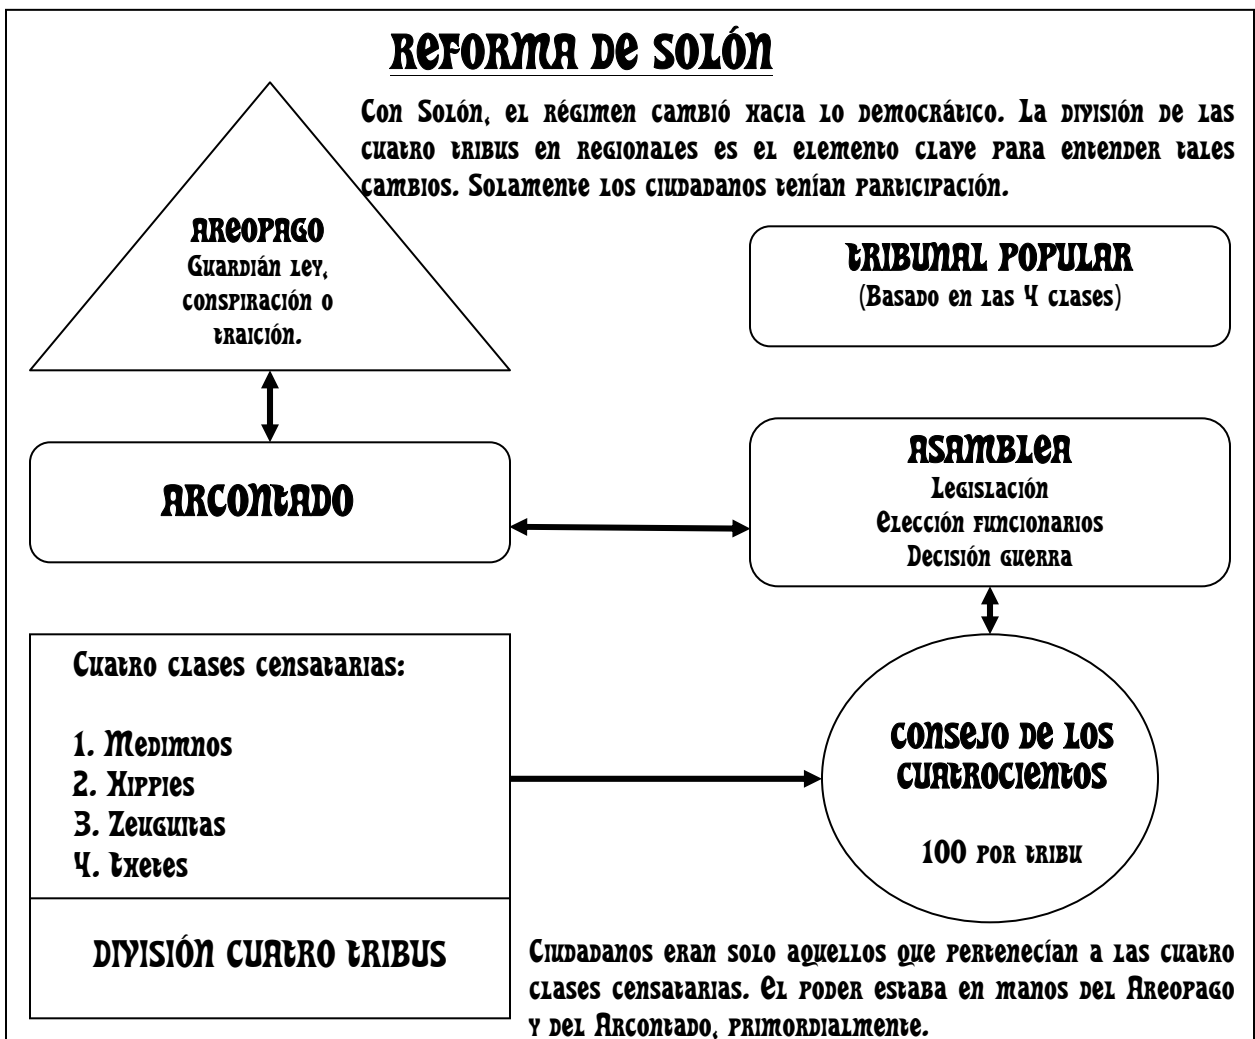 REFORMA DE SOLÓN
Con Solón, el régimen cambió hacia lo democrático. La división de las
cuatro tribus en regionales es el elemento clave para entender tales
cambios. Solamente los ciudadanos tenían participación.
AREOPAGO
Guardián ley,
conspiración o
traición.
TRIBUNAL POPULAR
(Basado en las 4 clases)
ARCONTADO
ASAMBLEA
Legislación
Elección funcionarios
Decisión guerra
Cuatro clases censatarias:
1. Medimnos
2. Hippies
3. Zeuguitas
4. Thetes
CONSEJO DE LOS
CUATROCIENTOS
100 por tribu
DIVISIÓN CUATRO TRIBUS
Ciudadanos eran solo aquellos que pertenecían a las cuatro
clases censatarias. El poder estaba en manos del Areopago
y del Arcontado, primordialmente.